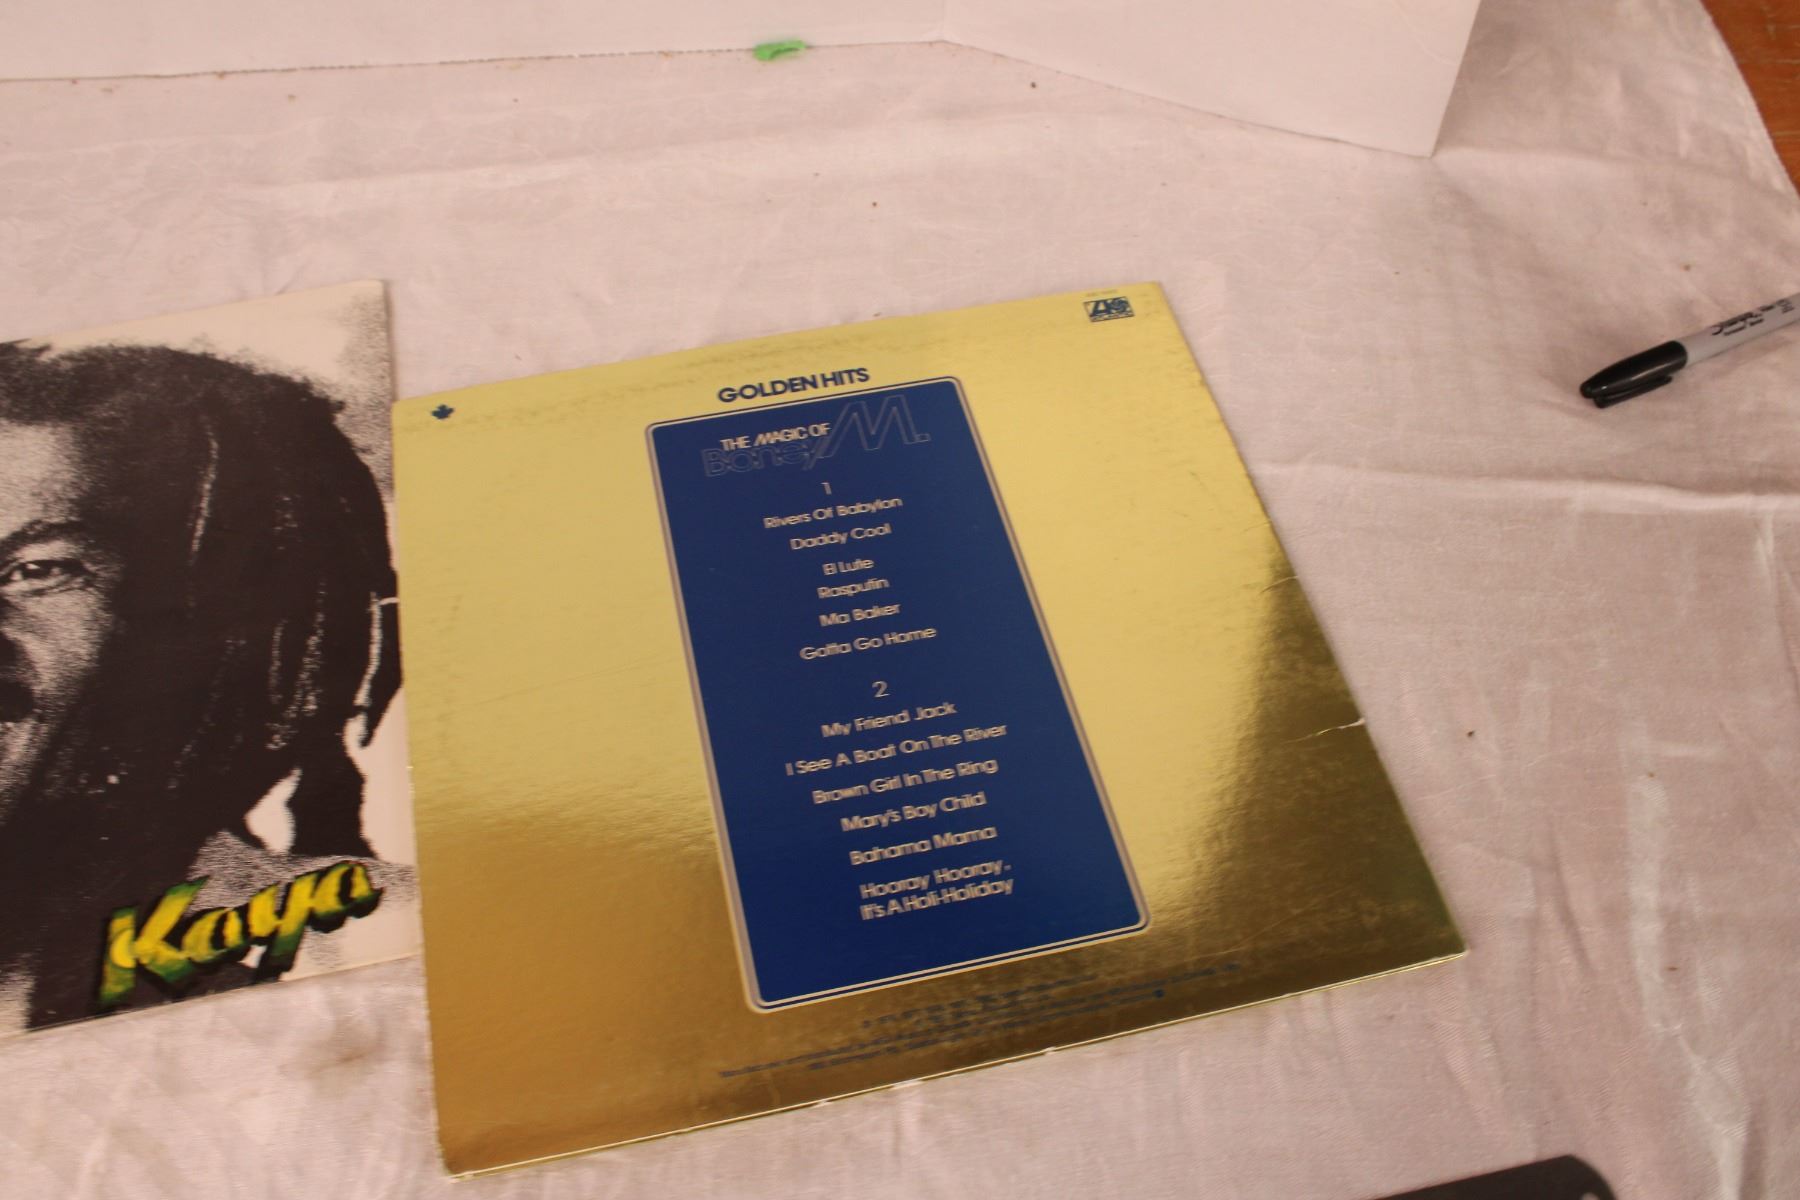 GOLDEN HITS
THE MAGIC OF
Boney M.
1
Rivers Of Babylon
Daddy Cool
El Lute
Rasputin
Ma Baker
Gotta Go Home
2
My Friend Jack
I See A Boat On The River
Brown Girl In The Ring
Mary's Boy Child
Bahama Mama
Hooray Hooray,
It's A Holi-Holiday
Kaya
Sharpie